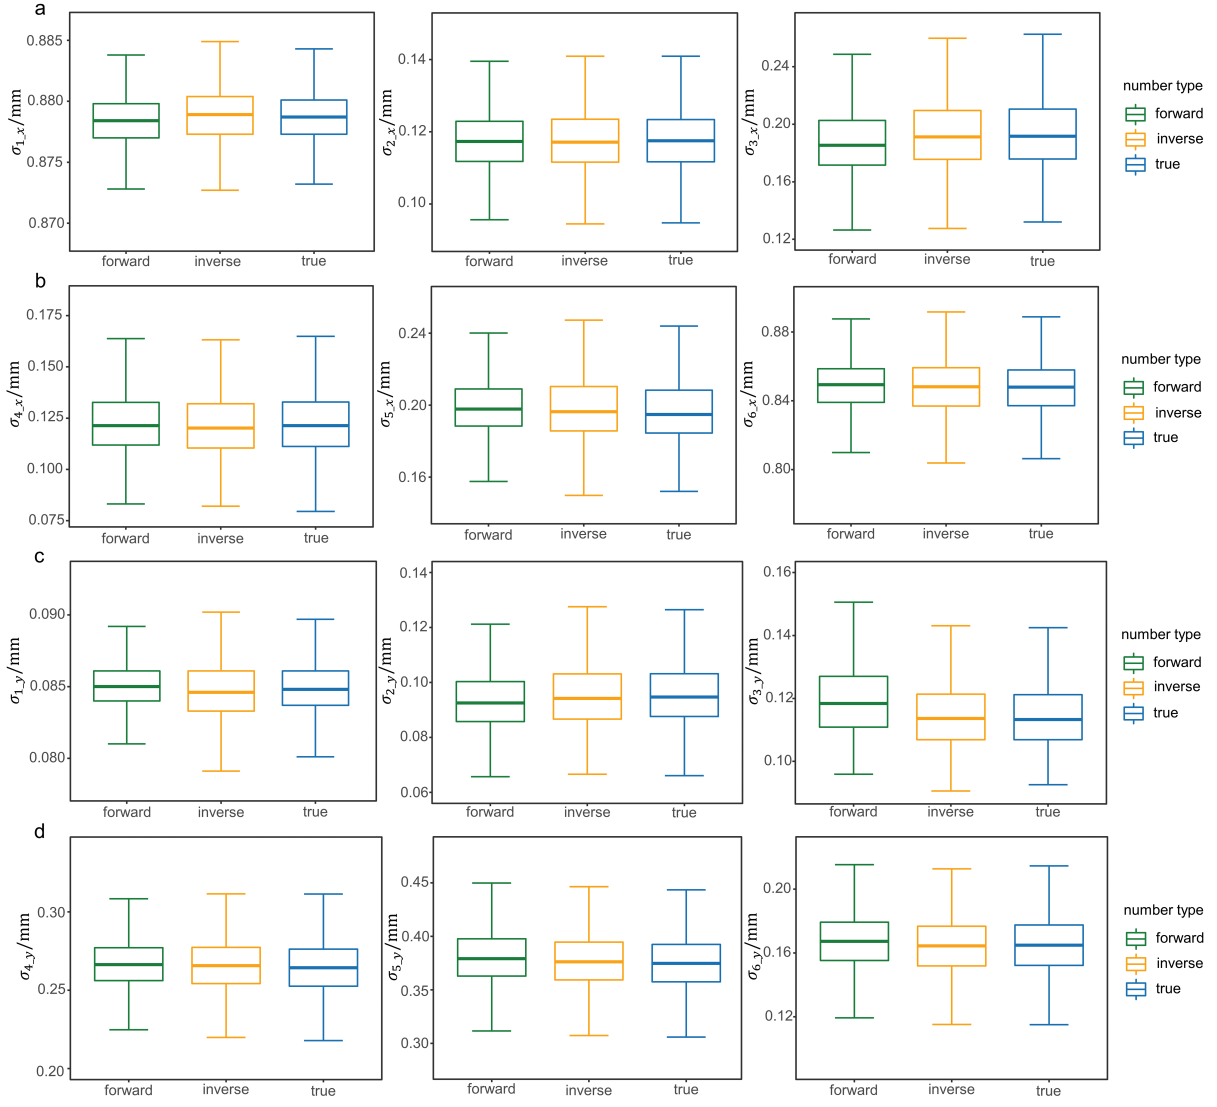 a
σ1_x/mm
0.885
0.880
0.875
0.870
forward inverse true
σ2_x/mm
0.14
0.12
0.10
forward inverse true
σ3_x/mm
0.24
0.20
0.16
0.12
forward inverse true
number type
forward
inverse
true
b
σ4_x/mm
0.175
0.150
0.125
0.100
0.075
forward inverse true
σ5_x/mm
0.24
0.20
0.16
forward inverse true
σ6_x/mm
0.88
0.84
0.80
forward inverse true
number type
forward
inverse
true
c
σ1_y/mm
0.090
0.085
0.080
forward inverse true
σ2_y/mm
0.14
0.12
0.10
0.08
0.06
forward inverse true
σ3_y/mm
0.16
0.14
0.12
0.10
forward inverse true
number type
forward
inverse
true
d
σ4_y/mm
0.30
0.25
0.20
forward inverse true
σ5_y/mm
0.45
0.40
0.35
0.30
forward inverse true
σ6_y/mm
0.20
0.16
0.12
forward inverse true
number type
forward
inverse
true